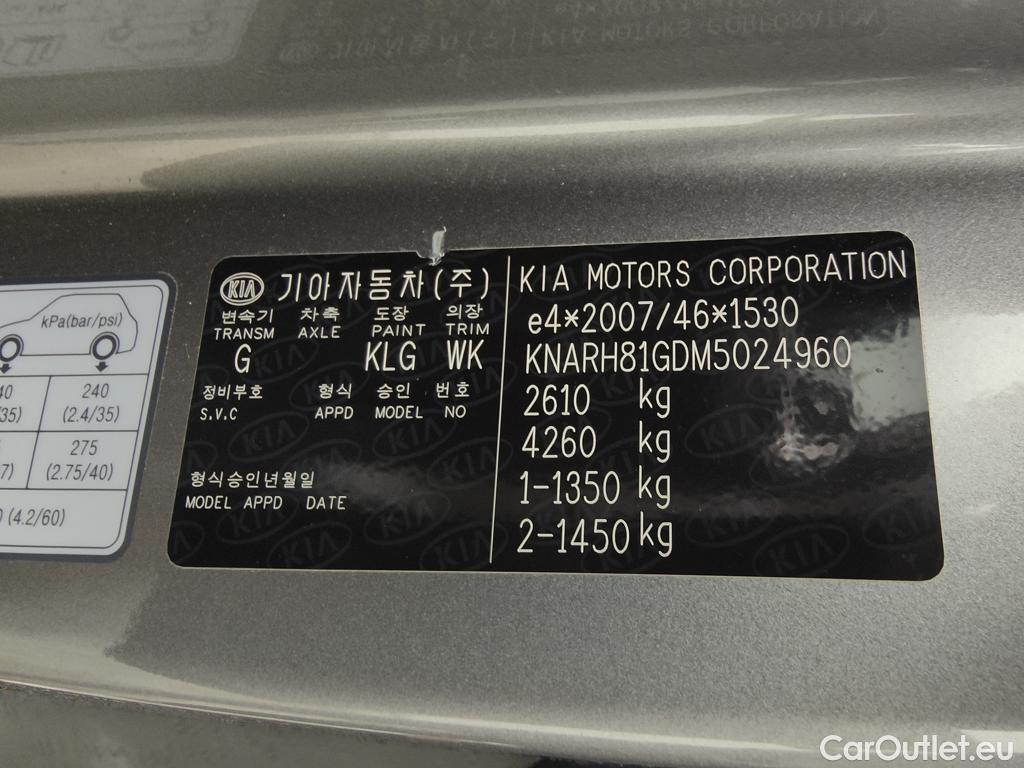 KIA 기아자동차(주)
변속기 차축 도장 의장
TRANSM AXLE PAINT TRIM
G KLG WK
정비부호 형식 승인 번호
S.V.C APPD MODEL NO
형식승인년월일
MODEL APPD DATE
KIA MOTORS CORPORATION
e4*2007/46*1530
KNARH81GDM5024960
2610 kg
4260 kg
1-1350 kg
2-1450 kg
kPa(bar/psi)
240
(2.4/35)
275
(2.75/40)
(4.2/60)
CarOutlet.eu